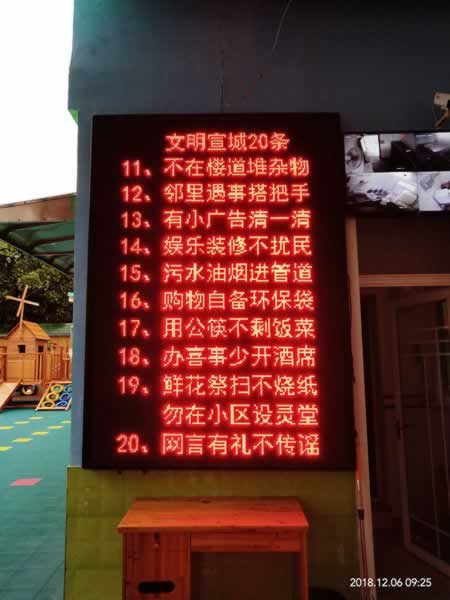 文明宣城20条
11、不在楼道堆杂物
12、邻里遇事搭把手
13、有小广告清一清
14、娱乐装修不扰民
15、污水油烟进管道
16、购物自备环保袋
17、用公筷不剩饭菜
18、办喜事少开酒席
19、鲜花祭扫不烧纸
勿在小区设灵堂
20、网言有礼不传谣
2018.12.06 09:25